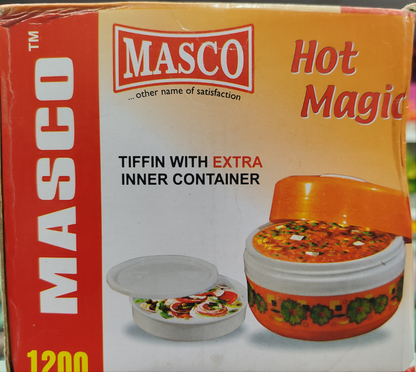 MASCO™
1200
MASCO
... other name of satisfaction
Hot
Magic
TIFFIN WITH EXTRA
INNER CONTAINER